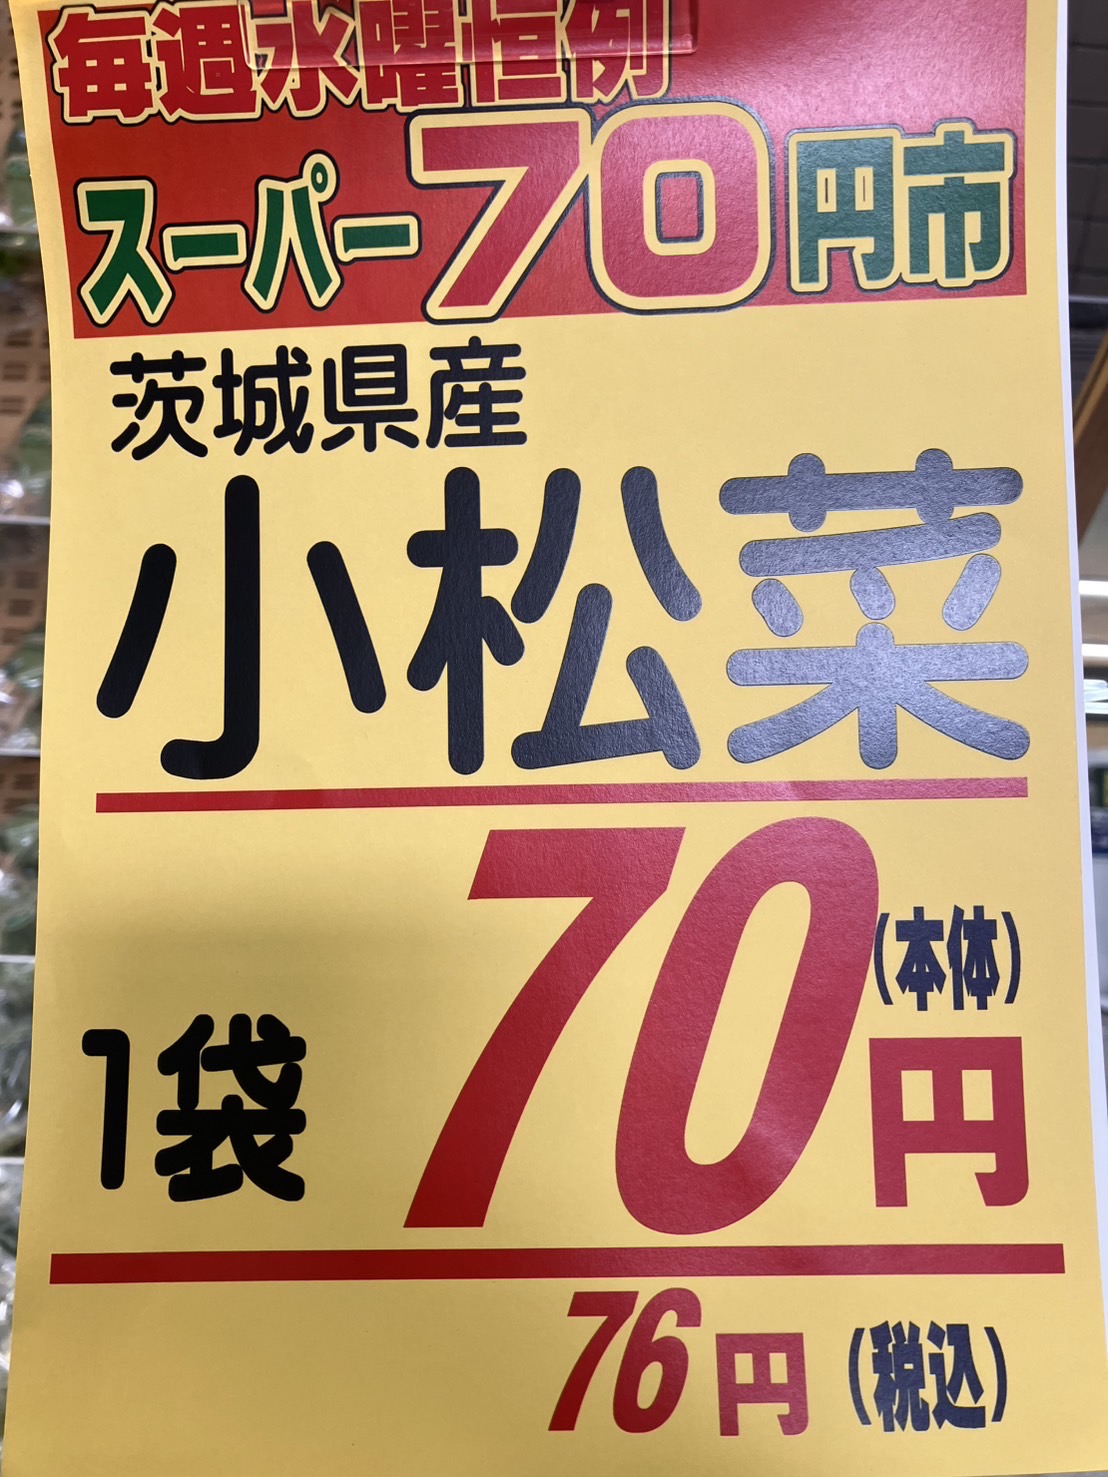 毎週水曜恒例
スーパー70円市
茨城県産
小松菜
1袋 70円(本体)
76円(税込)